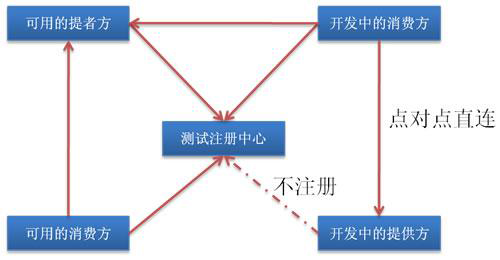 可用的提者方
开发中的消费方
点对点直连
测试注册中心
不注册
可用的消费方
开发中的提供方